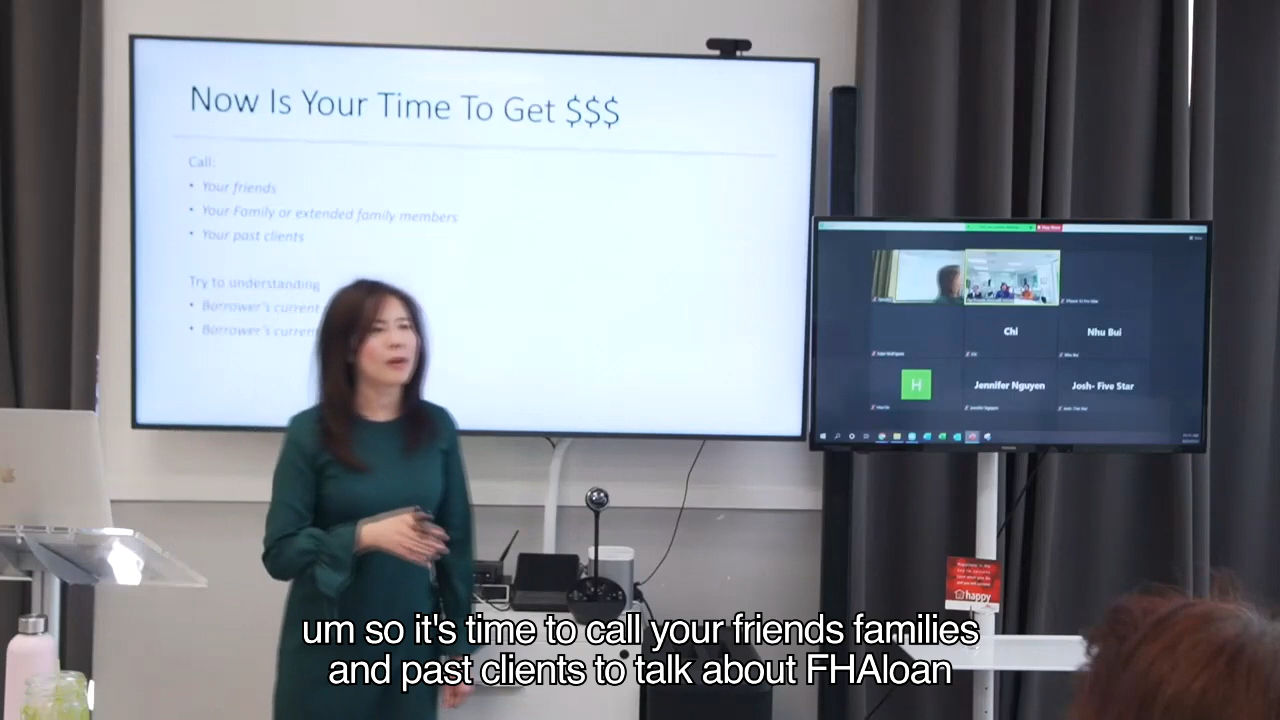 Now Is Your Time To Get $$$
Call:
• Your friends
• Your Family or extended family members
• Your past clients
Try to understanding
• Borrower's current
• Borrower's curren
Chi
Nhu Bui
H
Jennifer Nguyen
Josh- Five Star
happy
um so it's time to call your friends families
and past clients to talk about FHAloan